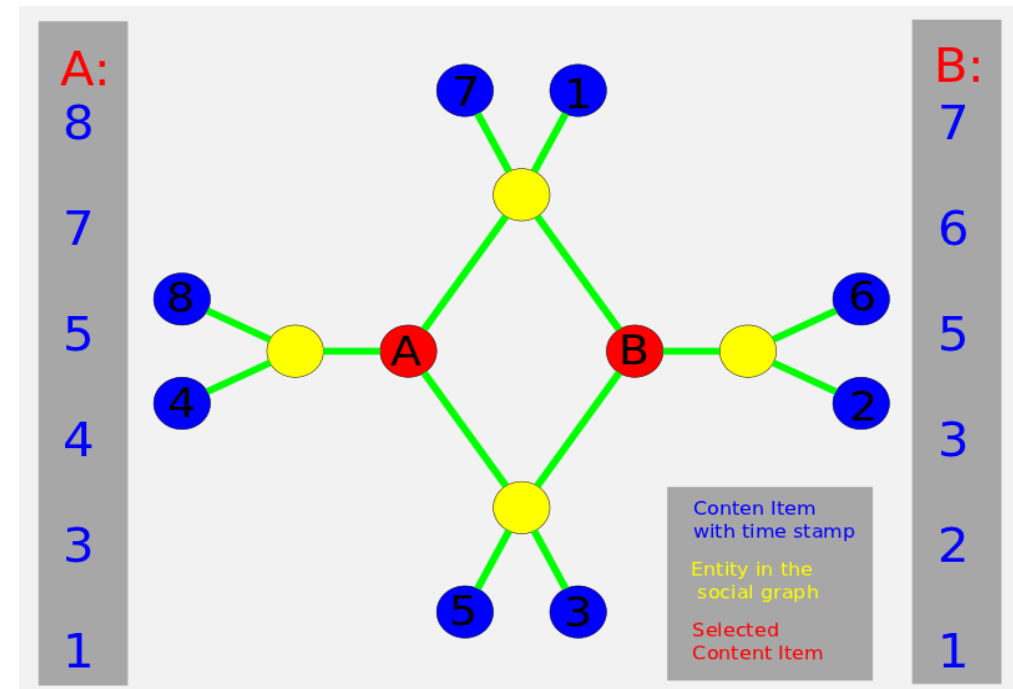 A:
8
7
5
4
3
1
7
1
8
4
A
B
6
2
5
3
Conten Item
with time stamp
Entity in the
social graph
Selected
Content Item
B:
7
6
5
3
2
1